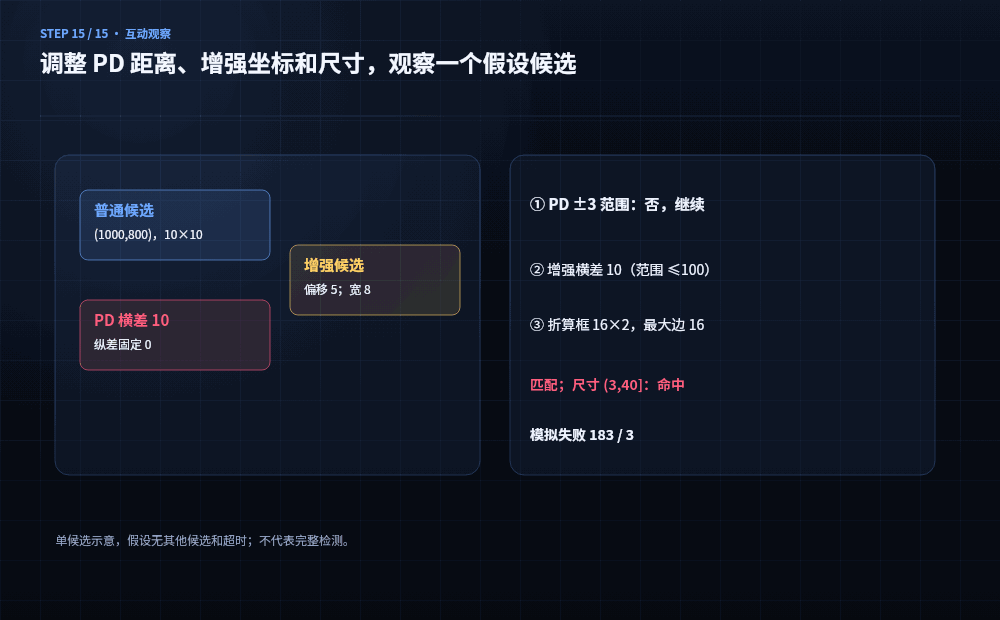 STEP 15 / 15 · 互动观察
调整 PD 距离、增强坐标和尺寸，观察一个假设候选
普通候选
(1000,800)，10×10
增强候选
偏移 5；宽 8
PD 横差 10
纵差固定 0
① PD ±3 范围：否，继续
② 增强横差 10（范围 ≤100）
③ 折算框 16×2，最大边 16
匹配；尺寸 (3,40]：命中
模拟失败 183 / 3
单候选示意，假设无其他候选和超时；不代表完整检测。